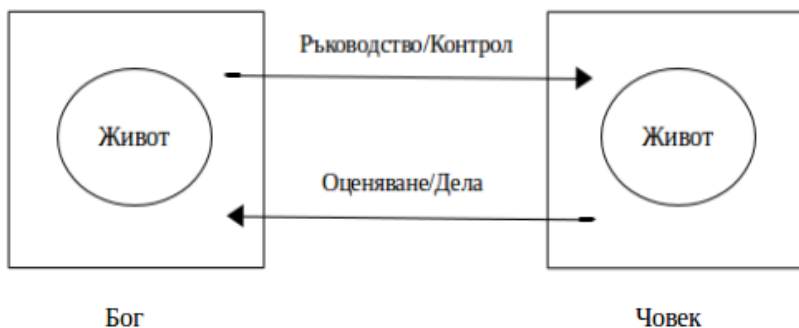 Ръководство/Контрол
Живот
Живот
Оценяване/Дела
Бог
Човек